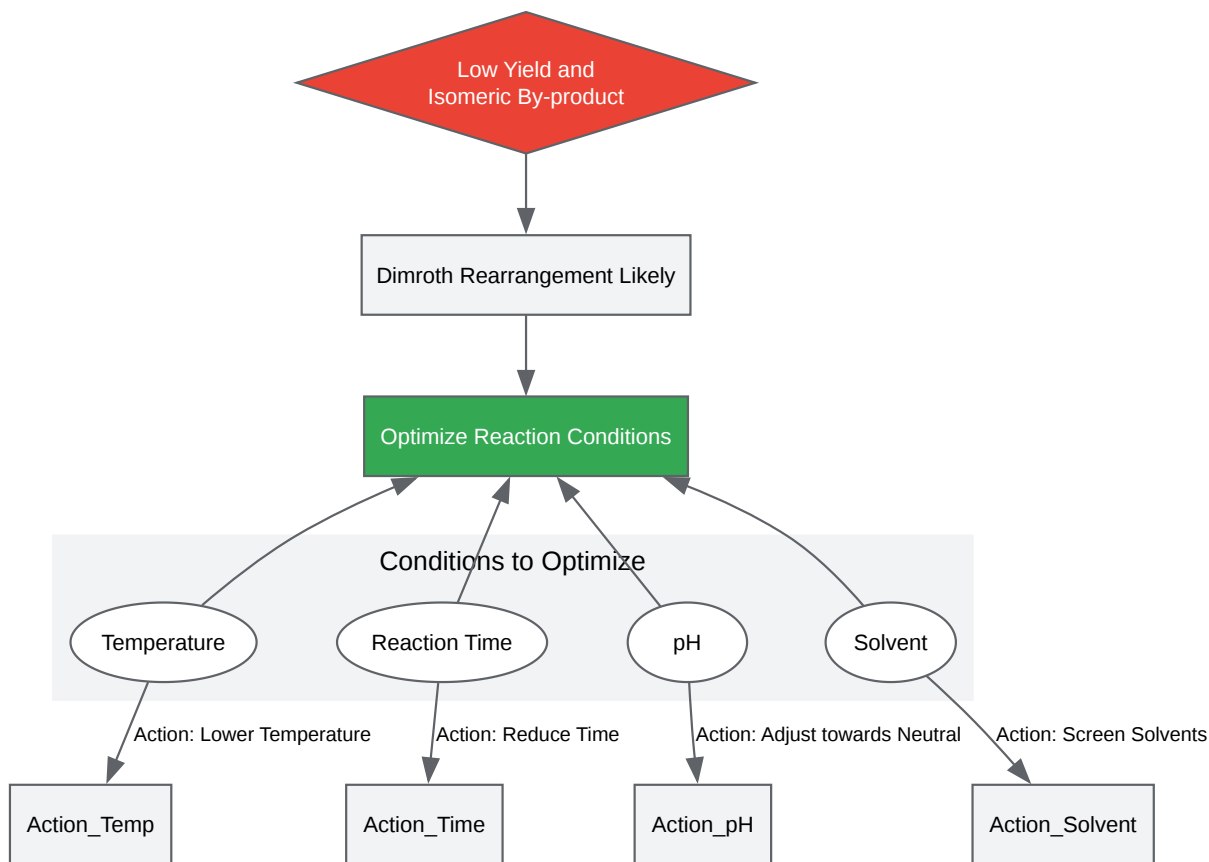 Low Yield and
Isomeric By-product
Dimroth Rearrangement Likely
Optimize Reaction Conditions
Conditions to Optimize
Temperature
Reaction Time
pH
Solvent
Action: Lower Temperature
Action: Reduce Time
Action: Adjust towards Neutral
Action: Screen Solvents
Action_Temp
Action_Time
Action_pH
Action_Solvent